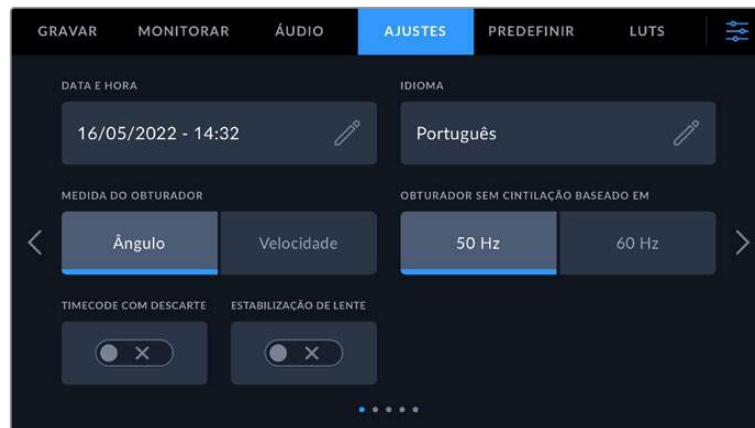 GRAVAR MONITORAR ÁUDIO AJUSTES PREDEFINIR LUTS
DATA E HORA IDIOMA
16/05/2022 - 14:32 Português
MEDIDA DO OBTURADOR OBTURADOR SEM CINTILAÇÃO BASEADO EM
Ângulo Velocidade 50 Hz 60 Hz
TIMECODE COM DESCARTE ESTABILIZAÇÃO DE LENTE